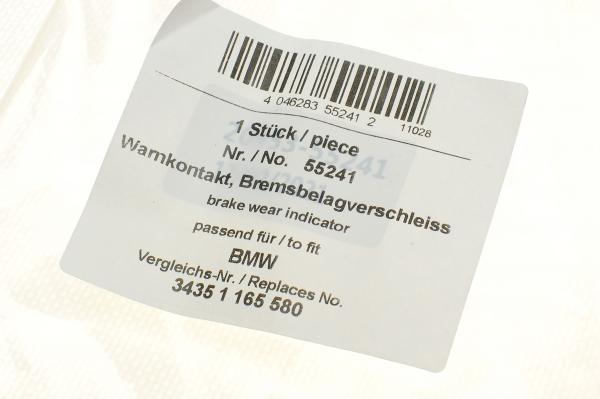 4 046283 55241 2 11028
1 Stück / piece
Nr. / No. 55241
Warnkontakt, Bremsbelagverschleiss
brake wear indicator
passend für / to fit
BMW
Vergleichs-Nr. / Replaces No.
3435 1 165 580